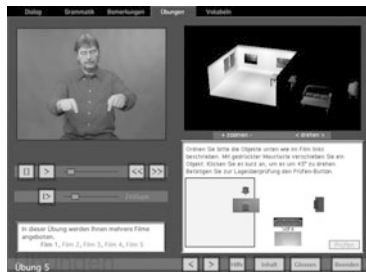 Dialog Grammatik Bemerkungen Übungen Vokabeln
+ zoomen - < drehen >
Ordnen Sie bitte die Objekte unten wie im Film links
beschrieben. Mit gedrückter Maustaste verschieben Sie ein
Objekt. Klicken Sie es kurz an, um es um 45° zu drehen.
Betätigen Sie zur Lageüberprüfung den Prüfen-Button.
Prüfen
In dieser Übung werden Ihnen mehrere Filme
angeboten.
Film 1, Film 2, Film 3, Film 4, Film 5
Prüfen
Übung 5
< > Hilfe Inhalt Glossen Beenden